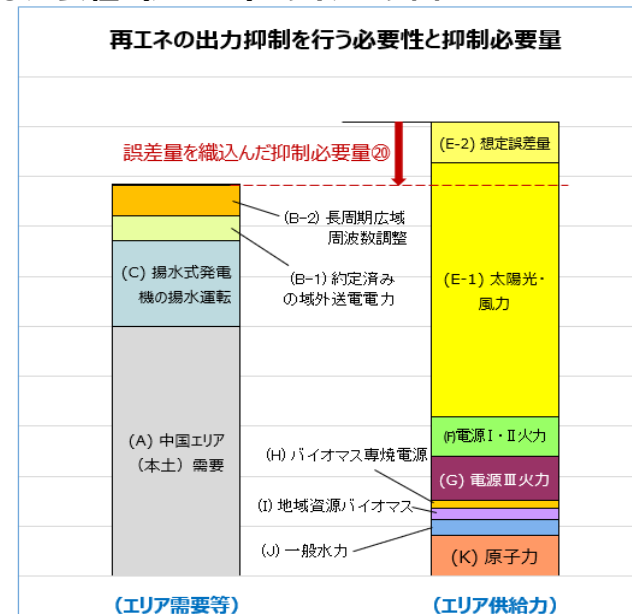 再エネの出力抑制を行う必要性と抑制必要量
誤差量を織込んだ抑制必要量⑳
(B-2) 長周期広域
周波数調整
(B-1) 約定済み
の域外送電電力
(C) 揚水式発電
機の揚水運転
(A) 中国エリア
（本土）需要
(E-2) 想定誤差量
(E-1) 太陽光・
風力
(F)電源Ⅰ・Ⅱ火力
(G) 電源Ⅲ火力
(H) バイオマス専焼電源
(I) 地域資源バイオマス
(J) 一般水力
(K) 原子力
(エリア需要等)
(エリア供給力)